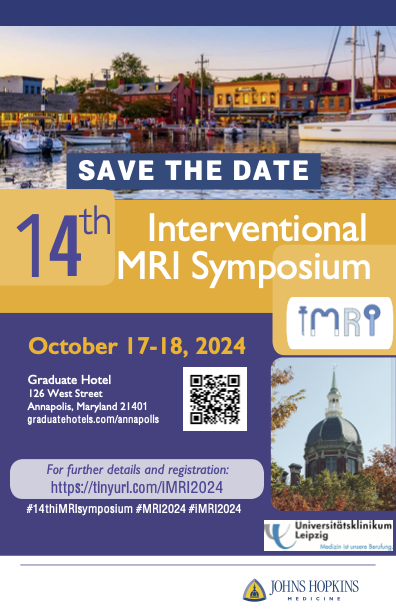 SAVE THE DATE
14th
Interventional
MRI Symposium
iMRI
October 17-18, 2024
Graduate Hotel
126 West Street
Annapolis, Maryland 21401
graduatehotels.com/annapolis
For further details and registration:
https://tinyurl.com/IMRI2024
#14thiMRIsymposium #MRI2024 #iMRI2024
Universitätsklinikum
Leipzig
Medizin ist unsere Berufung.
JOHNS HOPKINS
MEDICINE